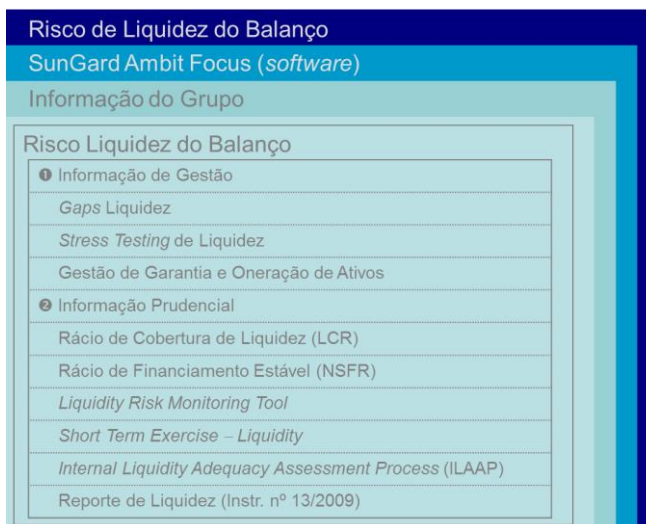 Risco de Liquidez do Balanço
SunGard Ambit Focus (software)
Informação do Grupo
Risco Liquidez do Balanço
❶ Informação de Gestão
Gaps Liquidez
Stress Testing de Liquidez
Gestão de Garantia e Oneração de Ativos
❷ Informação Prudencial
Rácio de Cobertura de Liquidez (LCR)
Rácio de Financiamento Estável (NSFR)
Liquidity Risk Monitoring Tool
Short Term Exercise – Liquidity
Internal Liquidity Adequacy Assessment Process (ILAAP)
Reporte de Liquidez (Instr. nº 13/2009)